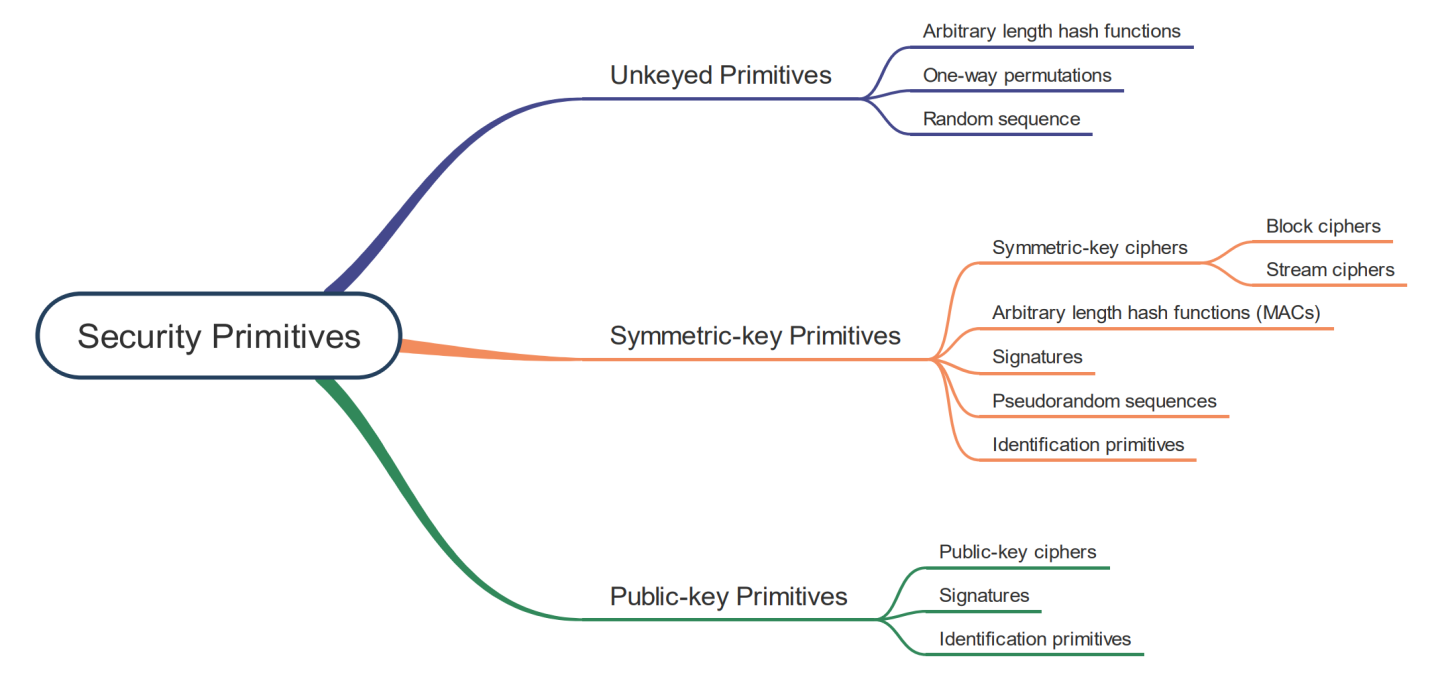 Security Primitives
Unkeyed Primitives
Arbitrary length hash functions
One-way permutations
Random sequence
Symmetric-key Primitives
Symmetric-key ciphers
Block ciphers
Stream ciphers
Arbitrary length hash functions (MACs)
Signatures
Pseudorandom sequences
Identification primitives
Public-key Primitives
Public-key ciphers
Signatures
Identification primitives